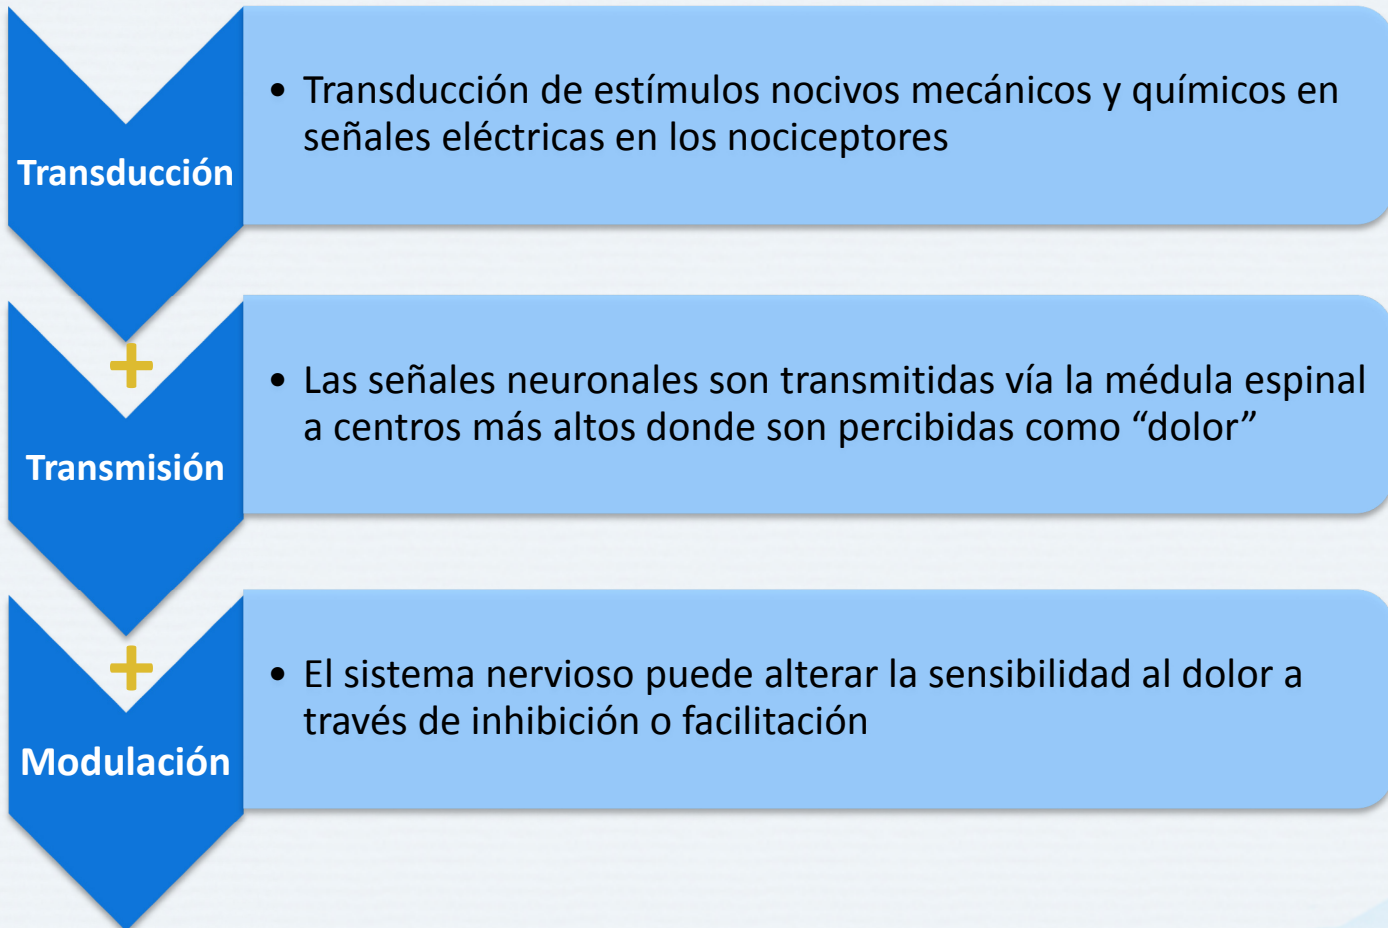 Transducción
• Transducción de estímulos nocivos mecánicos y químicos en
señales eléctricas en los nociceptores
+
Transmisión
• Las señales neuronales son transmitidas vía la médula espinal
a centros más altos donde son percibidas como “dolor”
+
Modulación
• El sistema nervioso puede alterar la sensibilidad al dolor a
través de inhibición o facilitación